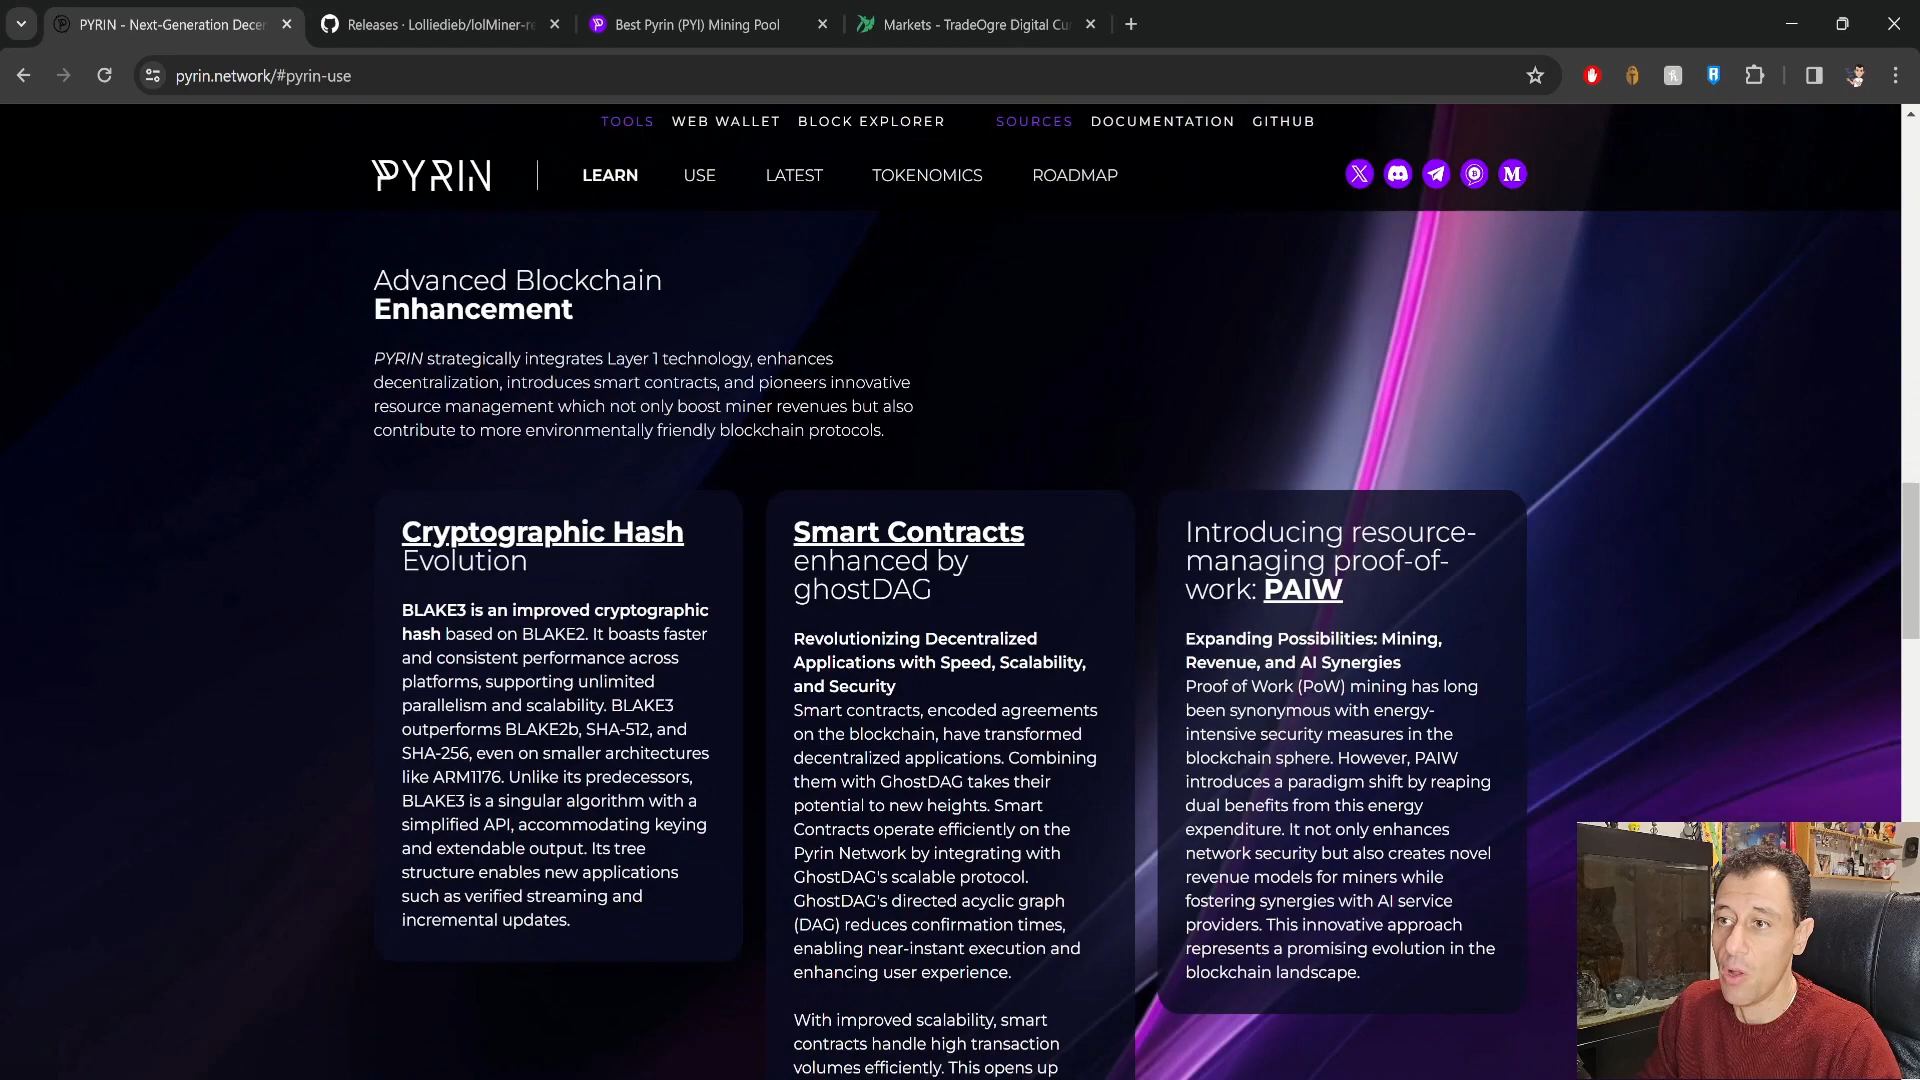 PYRIN - Next-Generation Decer
Releases · Lolliedieb/lolMiner-re
Best Pyrin (PYI) Mining Pool
Markets - TradeOgre Digital Cu
pyrin.network/#pyrin-use
TOOLS WEB WALLET BLOCK EXPLORER SOURCES DOCUMENTATION GITHUB
PYRIN LEARN USE LATEST TOKENOMICS ROADMAP
Advanced Blockchain
Enhancement
PYRIN strategically integrates Layer 1 technology, enhances
decentralization, introduces smart contracts, and pioneers innovative
resource management which not only boost miner revenues but also
contribute to more environmentally friendly blockchain protocols.
Cryptographic Hash
Evolution
BLAKE3 is an improved cryptographic
hash based on BLAKE2. It boasts faster
and consistent performance across
platforms, supporting unlimited
parallelism and scalability. BLAKE3
outperforms BLAKE2b, SHA-512, and
SHA-256, even on smaller architectures
like ARM1176. Unlike its predecessors,
BLAKE3 is a singular algorithm with a
simplified API, accommodating keying
and extendable output. Its tree
structure enables new applications
such as verified streaming and
incremental updates.
Smart Contracts
enhanced by
ghostDAG
Revolutionizing Decentralized
Applications with Speed, Scalability,
and Security
Smart contracts, encoded agreements
on the blockchain, have transformed
decentralized applications. Combining
them with GhostDAG takes their
potential to new heights. Smart
Contracts operate efficiently on the
Pyrin Network by integrating with
GhostDAG's scalable protocol.
GhostDAG's directed acyclic graph
(DAG) reduces confirmation times,
enabling near-instant execution and
enhancing user experience.
With improved scalability, smart
contracts handle high transaction
volumes efficiently. This opens up
Introducing resource-
managing proof-of-
work: PAIW
Expanding Possibilities: Mining,
Revenue, and AI Synergies
Proof of Work (PoW) mining has long
been synonymous with energy-
intensive security measures in the
blockchain sphere. However, PAIW
introduces a paradigm shift by reaping
dual benefits from this energy
expenditure. It not only enhances
network security but also creates novel
revenue models for miners while
fostering synergies with AI service
providers. This innovative approach
represents a promising evolution in the
blockchain landscape.